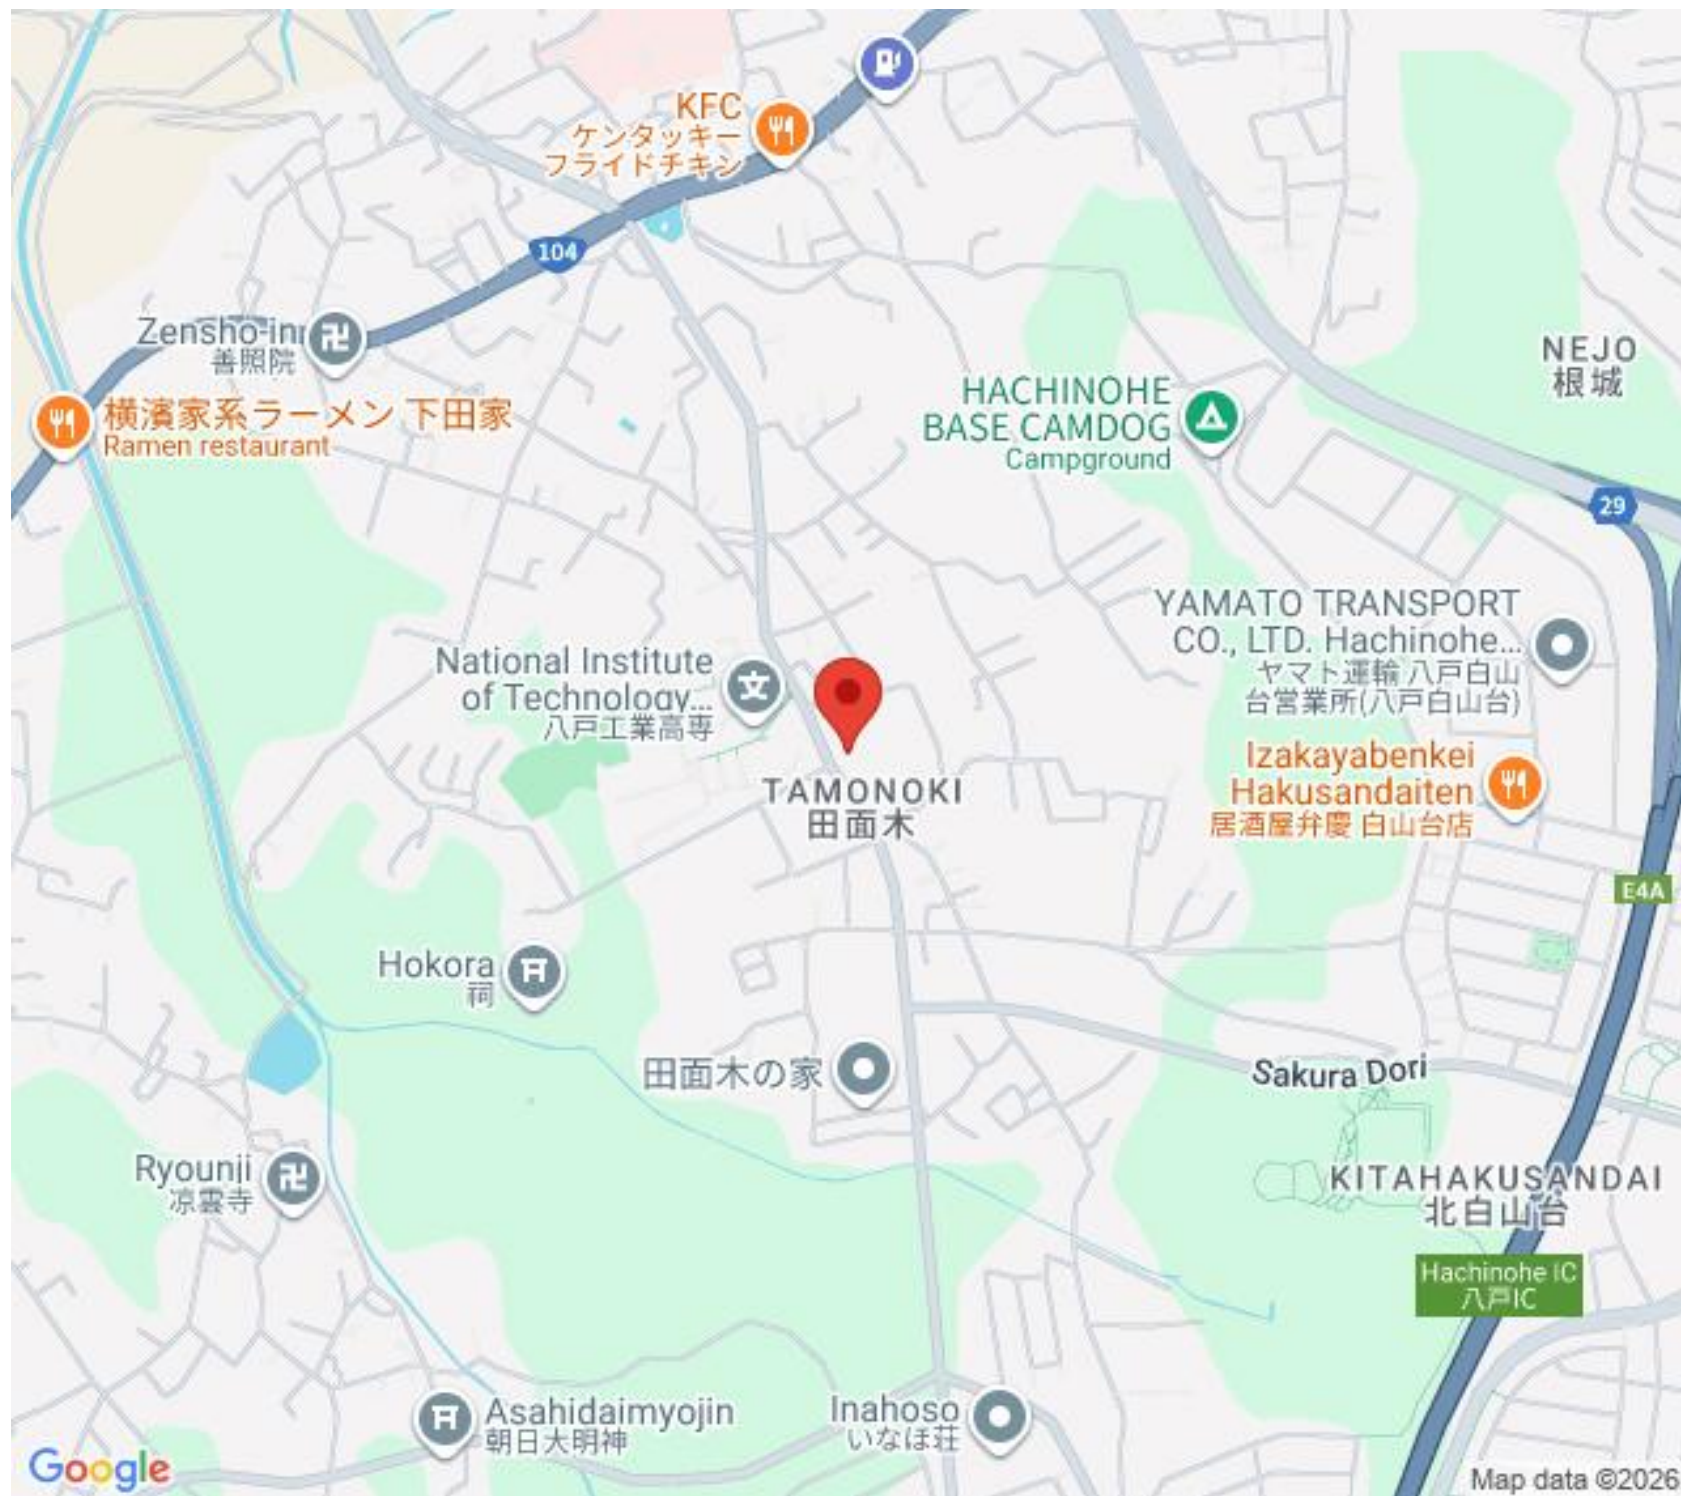 KFC
ケンタッキー
フライドチキン
104
Zensho-in
善照院
横濱家系ラーメン 下田家
Ramen restaurant
NEJO
根城
HACHINOHE
BASE CAMDOG
Campground
29
YAMATO TRANSPORT
CO., LTD. Hachinohe...
ヤマト運輸 八戸白山
台営業所(八戸白山台)
National Institute
of Technology...
八戸工業高専
文
TAMONOKI
田面木
Izakayabenkei
Hakusandaiten
居酒屋弁慶 白山台店
E4A
Hokora
祠
田面木の家
Sakura Dori
Ryounji
凉雲寺
KITAHAKUSANDAI
北白山台
Hachinohe IC
八戸IC
Asahidaimyojin
朝日大明神
Inahoso
いなほ荘
Google
Map data ©2026